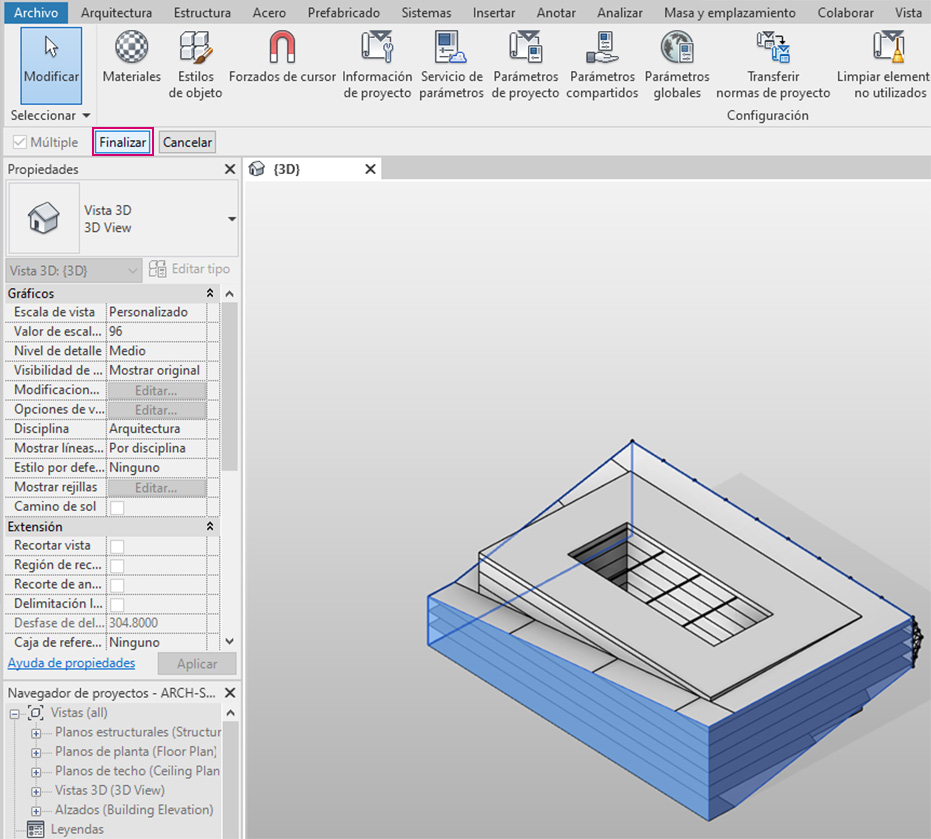 Archivo Arquitectura Estructura Acero Prefabricado Sistemas Insertar Anotar Analizar Masa y emplazamiento Colaborar Vista
Modificar
Materiales
Estilos
de objeto
Forzados de cursor
Información
de proyecto
Servicio de
parámetros
Parámetros
de proyecto
Parámetros
compartidos
Parámetros
globales
Transferir
normas de proyecto
Limpiar element
no utilizados
Seleccionar
Configuración
Múltiple Finalizar Cancelar
Propiedades
{3D}
Vista 3D
3D View
Vista 3D: {3D} Editar tipo
Gráficos
Escala de vista Personalizado
Valor de escal... 96
Nivel de detalle Medio
Visibilidad de ... Mostrar original
Modificacion... Editar...
Opciones de v... Editar...
Disciplina Arquitectura
Mostrar líneas... Por disciplina
Estilo por defe... Ninguno
Mostrar rejillas Editar...
Camino de sol
Extensión
Recortar vista
Región de rec...
Recorte de an...
Delimitación l...
Desfase de del... 304.8000
Caja de refere... Ninguno
Ayuda de propiedades Aplicar
Navegador de proyectos - ARCH-S...
Vistas (all)
Planos estructurales (Structur
Planos de planta (Floor Plan)
Planos de techo (Ceiling Plan
Vistas 3D (3D View)
Alzados (Building Elevation)
Leyendas